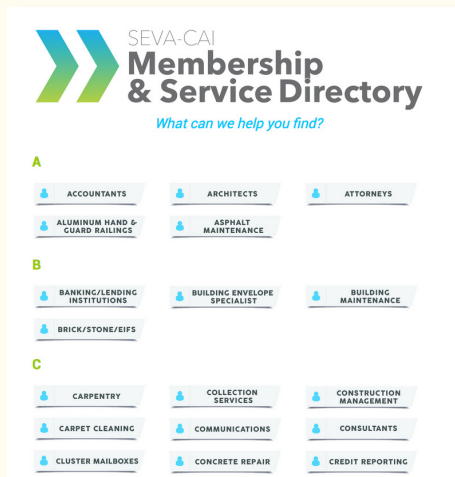 SEVA-CAI
Membership
& Service Directory
What can we help you find?
A
ACCOUNTANTS
ARCHITECTS
ATTORNEYS
ALUMINUM HAND &
GUARD RAILINGS
ASPHALT
MAINTENANCE
B
BANKING/LENDING
INSTITUTIONS
BUILDING ENVELOPE
SPECIALIST
BUILDING
MAINTENANCE
BRICK/STONE/EIFS
C
CARPENTRY
COLLECTION
SERVICES
CONSTRUCTION
MANAGEMENT
CARPET CLEANING
COMMUNICATIONS
CONSULTANTS
CLUSTER MAILBOXES
CONCRETE REPAIR
CREDIT REPORTING